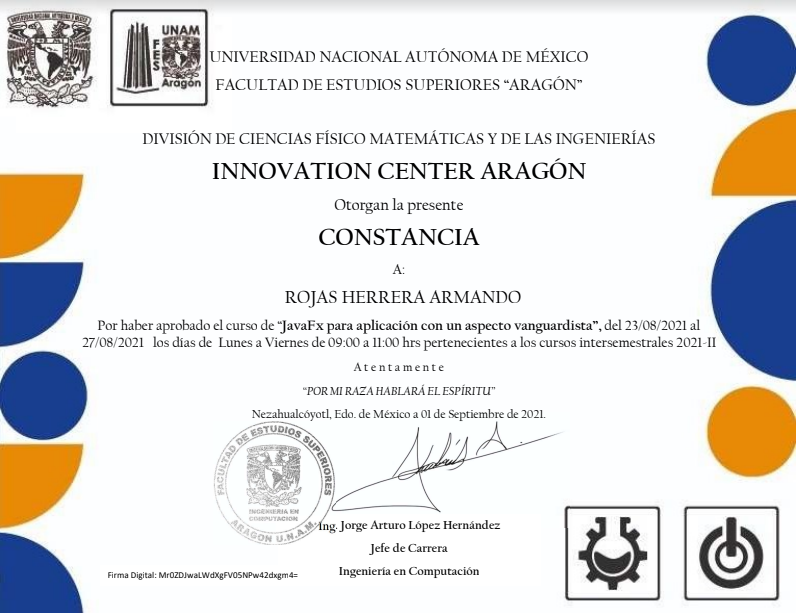 UNIVERSIDAD NACIONAL AUTÓNOMA DE MÉXICO
UNAM
FES
Aragón
UNIVERSIDAD NACIONAL AUTÓNOMA DE MÉXICO
FACULTAD DE ESTUDIOS SUPERIORES “ARAGÓN”
DIVISIÓN DE CIENCIAS FÍSICO MATEMÁTICAS Y DE LAS INGENIERÍAS
INNOVATION CENTER ARAGÓN
Otorgan la presente
CONSTANCIA
A:
ROJAS HERRERA ARMANDO
Por haber aprobado el curso de “JavaFx para aplicación con un aspecto vanguardista”, del 23/08/2021 al
27/08/2021 los días de Lunes a Viernes de 09:00 a 11:00 hrs pertenecientes a los cursos intersemestrales 2021-II
Atentamente
“POR MI RAZA HABLARÁ EL ESPÍRITU”
Nezahualcóyotl, Edo. de México a 01 de Septiembre de 2021.
FACULTAD DE ESTUDIOS SUPERIORES
INGENIERIA EN
COMPUTACION
ARAGON U.N.A.M.
Ing. Jorge Arturo López Hernández
Jefe de Carrera
Ingeniería en Computación
Firma Digital: Mr0ZDJwaLWdXgFV05NPw42dxgm4=